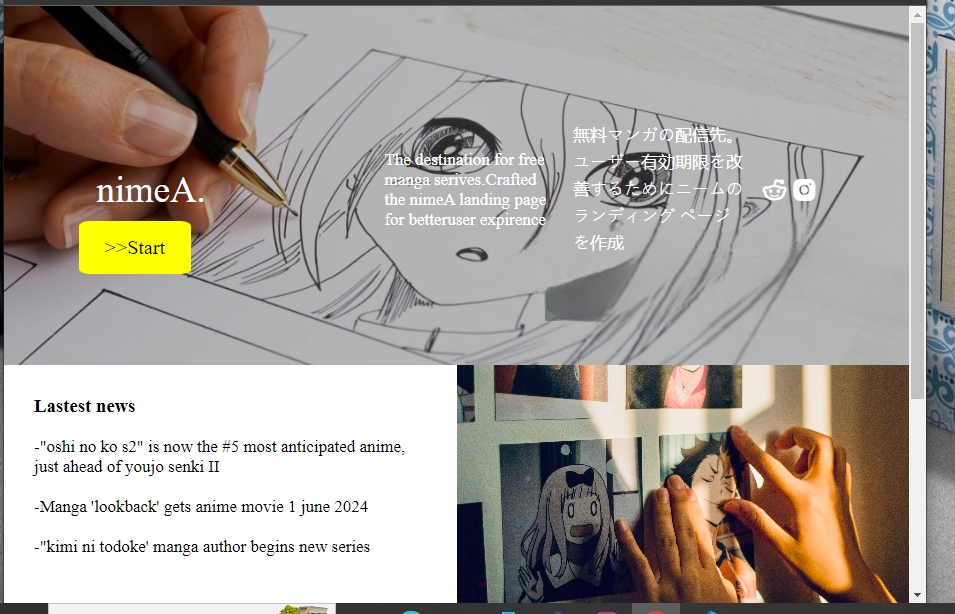 nimeA.
>>Start
The destination for free
manga serives.Crafted
the nimeA landing page
for betteruser expirence
無料マンガの配信先。
ユーザー有効期限を改
善するためにニームの
ランディング ページ
を作成
Lastest news
-"oshi no ko s2" is now the #5 most anticipated anime,
just ahead of youjo senki II
-Manga 'lookback' gets anime movie 1 june 2024
-"kimi ni todoke' manga author begins new series